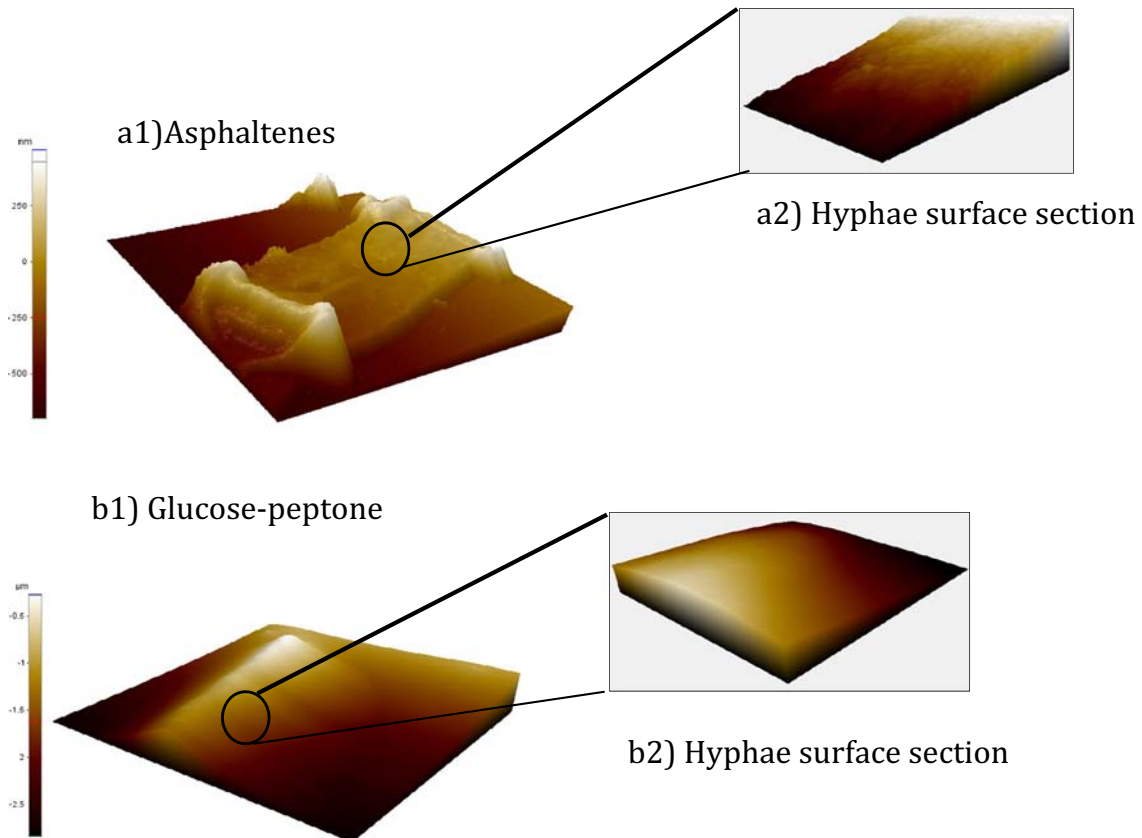 a1)Asphaltenes
nm
250
0
-250
-500
a2) Hyphae surface section
b1) Glucose-peptone
µm
-0.5
-1
-1.5
2
-2.5
b2) Hyphae surface section